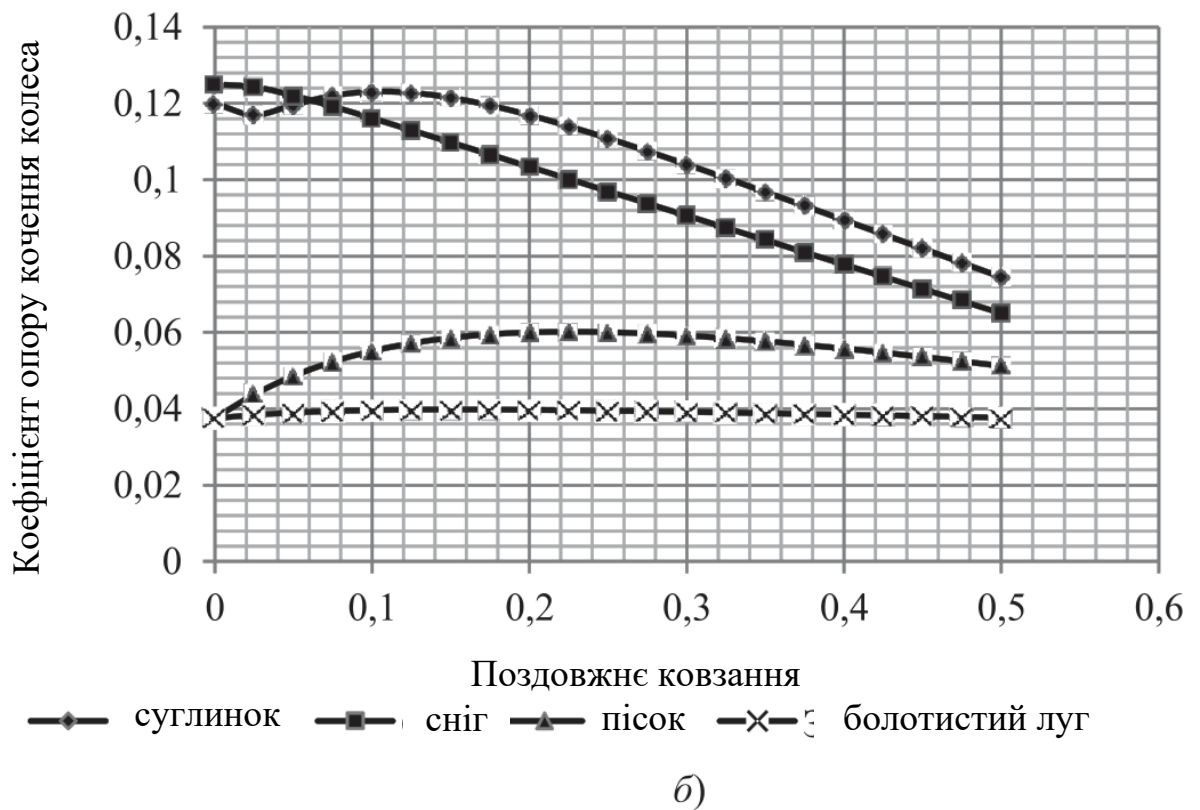 Коефіцієнт опору кочення колеса
0,14
0,12
0,1
0,08
0,06
0,04
0,02
0
0 0,1 0,2 0,3 0,4 0,5 0,6
Поздовжнє ковзання
суглинок сніг пісок болотистий луг
б)